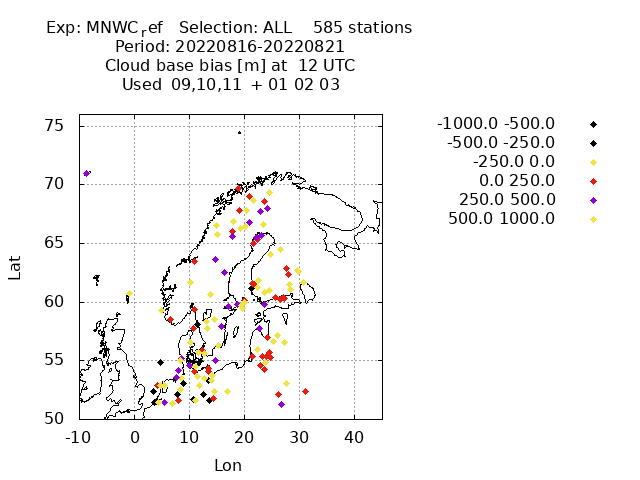 Exp: MNWC_ref   Selection: ALL    585 stations
Period: 20220816-20220821
Cloud base bias [m] at  12 UTC
Used  09,10,11  + 01 02 03
-1000.0 -500.0
-500.0 -250.0
-250.0 0.0
0.0 250.0
250.0 500.0
500.0 1000.0
75
70
65
60
55
50
Lat
-10 0 10 20 30 40
Lon